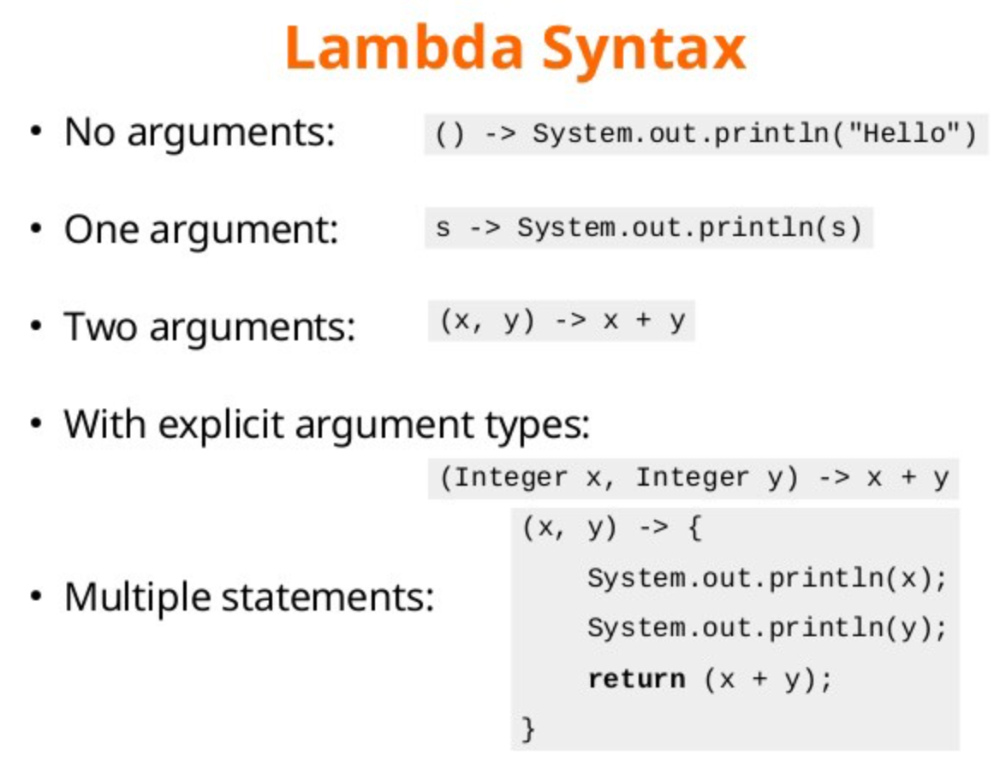 Lambda Syntax
• No arguments: () -> System.out.println("Hello")
• One argument: s -> System.out.println(s)
• Two arguments: (x, y) -> x + y
• With explicit argument types:
(Integer x, Integer y) -> x + y
• Multiple statements:
(x, y) -> {
    System.out.println(x);
    System.out.println(y);
    return (x + y);
}